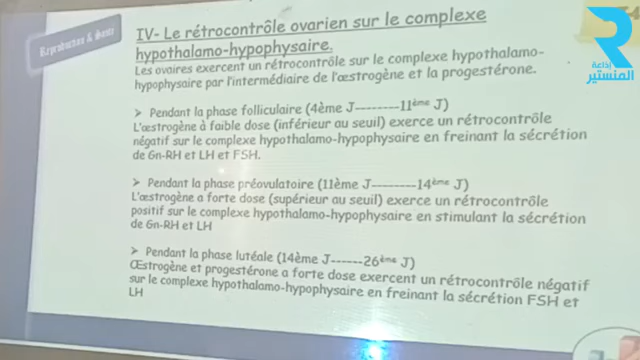 Reproduction & Santé
IV- Le rétrocontrôle ovarien sur le complexe
hypothalamo-hypophysaire.
Les ovaires exercent un rétrocontrôle sur le complexe hypothalamo-
hypophysaire par l'intermédiaire de l'œstrogène et la progestérone.
➢ Pendant la phase folliculaire (4ème J--------11ème J)
L'œstrogène à faible dose (inférieur au seuil) exerce un rétrocontrôle
négatif sur le complexe hypothalamo-hypophysaire en freinant la sécrétion
de Gn-RH et LH et FSH.
➢ Pendant la phase préovulatoire (11ème J--------14ème J)
L'œstrogène a forte dose (supérieur au seuil) exerce un rétrocontrôle
positif sur le complexe hypothalamo-hypophysaire en stimulant la sécrétion
de Gn-RH et LH
➢ Pendant la phase lutéale (14ème J------26ème J)
Œstrogène et progestérone a forte dose exercent un rétrocontrôle négatif
sur le complexe hypothalamo-hypophysaire en freinant la sécrétion FSH et
LH
إذاعة
المنستير